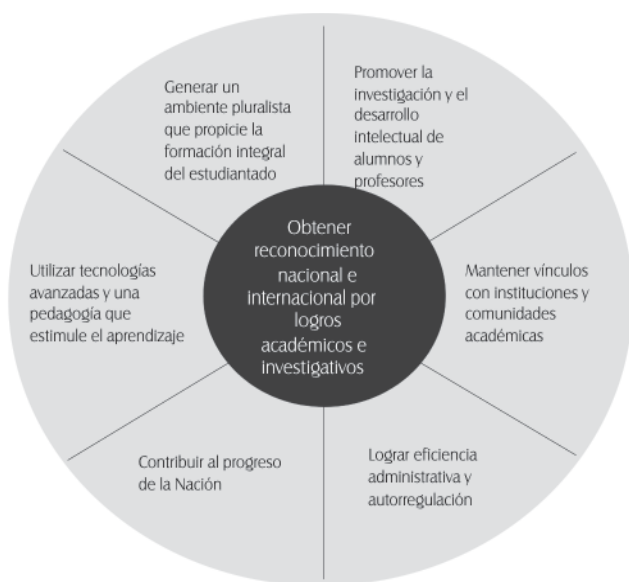 Generar un
ambiente pluralista
que propicie la
formación integral
del estudiantado
Promover la
investigación y el
desarrollo
intelectual de
alumnos y
profesores
Obtener
reconocimiento
nacional e
internacional por
logros
académicos e
investigativos
Utilizar tecnologías
avanzadas y una
pedagogía que
estimule el aprendizaje
Mantener vínculos
con instituciones y
comunidades
académicas
Contribuir al progreso
de la Nación
Lograr eficiencia
administrativa y
autorregulación